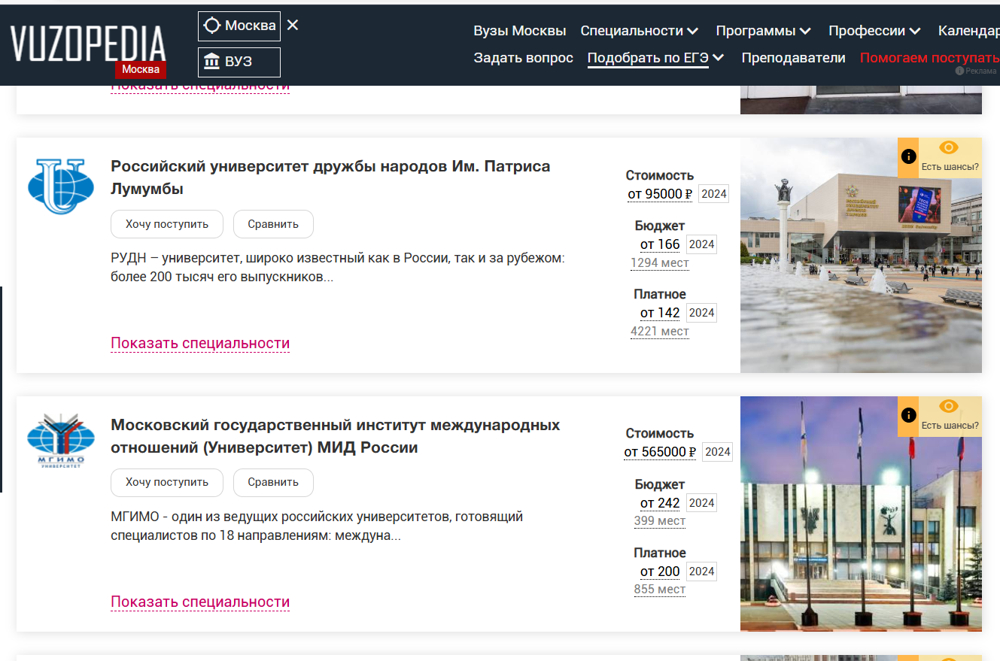 VUZOPEDIA
Москва
Москва ✕
ВУЗ
Вузы Москвы Специальности Программы Профессии Календар
Задать вопрос Подобрать по ЕГЭ Преподаватели Помогаем поступать
Реклама
Показать специальности
Российский университет дружбы народов Им. Патриса
Лумумбы
Хочу поступить Сравнить
РУДН – университет, широко известный как в России, так и за рубежом:
более 200 тысяч его выпускников...
Показать специальности
Стоимость
от 95000 ₽ 2024
Бюджет
от 166 2024
1294 мест
Платное
от 142 2024
4221 мест
Есть шансы?
Московский государственный институт международных
отношений (Университет) МИД России
МГИМО
УНИВЕРСИТЕТ
Хочу поступить Сравнить
МГИМО - один из ведущих российских университетов, готовящий
специалистов по 18 направлениям: междуна...
Показать специальности
Стоимость
от 565000 ₽ 2024
Бюджет
от 242 2024
399 мест
Платное
от 200 2024
855 мест
Есть шансы?